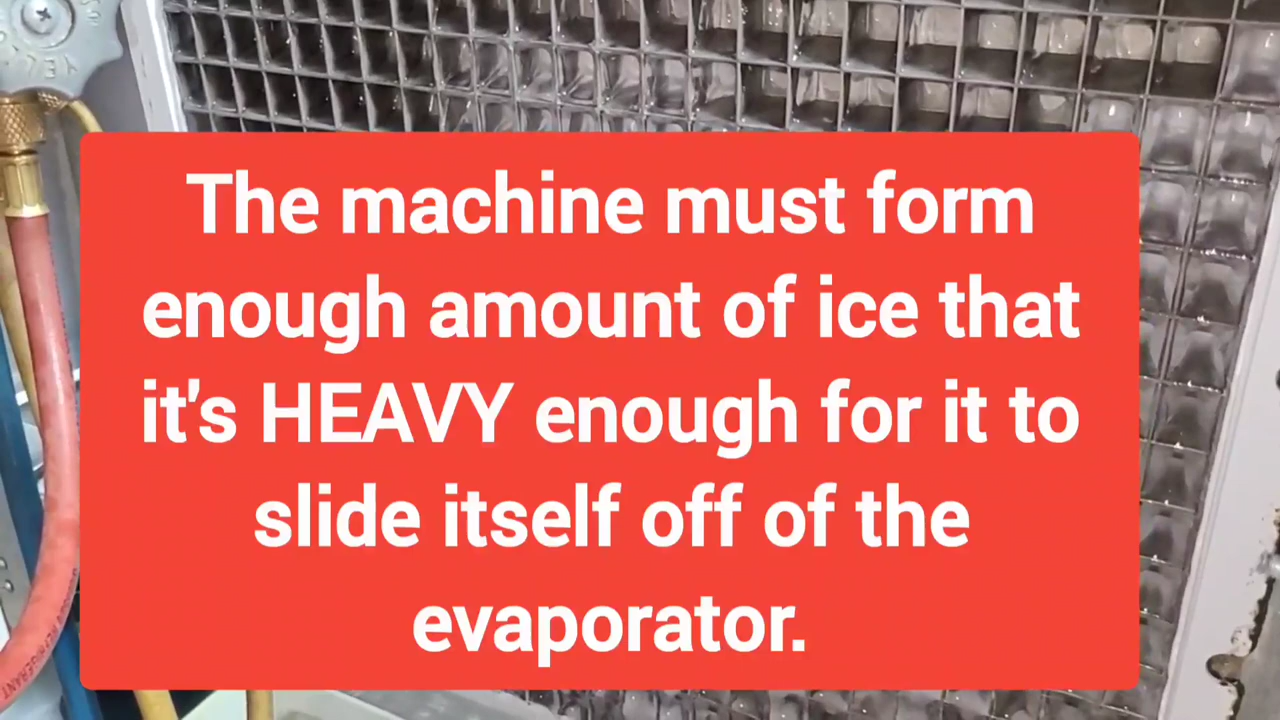 The machine must form
enough amount of ice that
it's HEAVY enough for it to
slide itself off of the
evaporator.